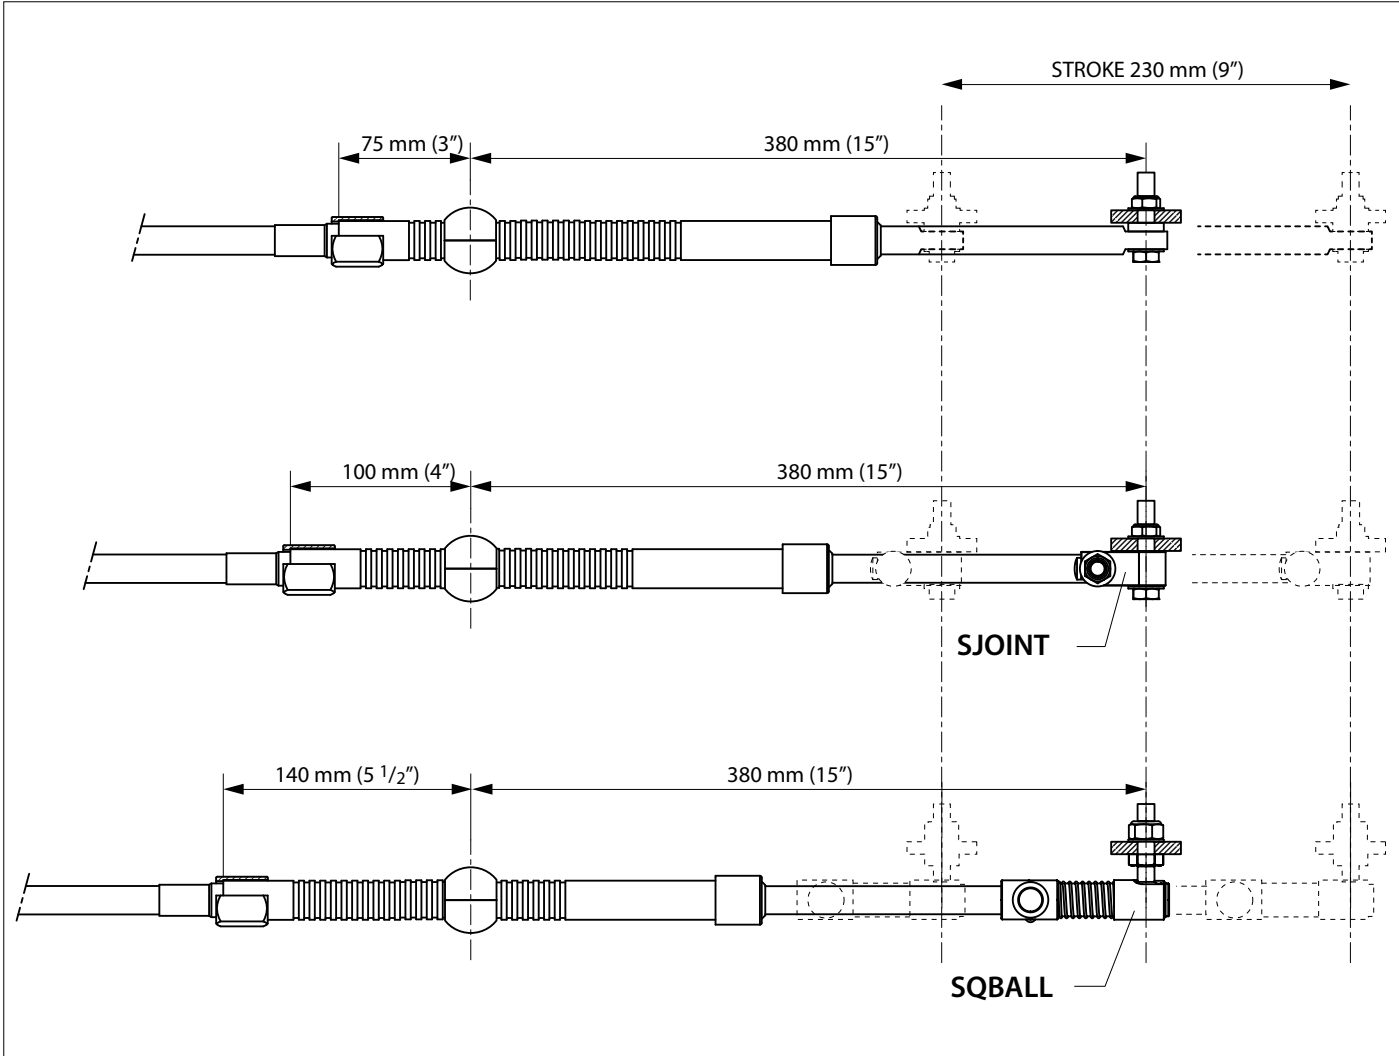 STROKE 230 mm (9”)
75 mm (3”)
380 mm (15”)
100 mm (4”)
380 mm (15”)
SJOINT
140 mm (5 1/2”)
380 mm (15”)
SQBALL